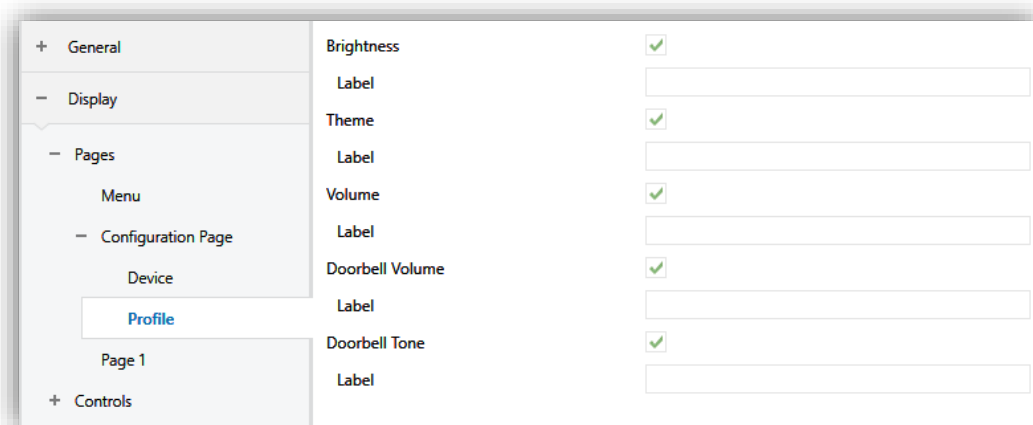 General
Display
Pages
Menu
Configuration Page
Device
Profile
Page 1
Controls
Brightness
Label
Theme
Label
Volume
Label
Doorbell Volume
Label
Doorbell Tone
Label